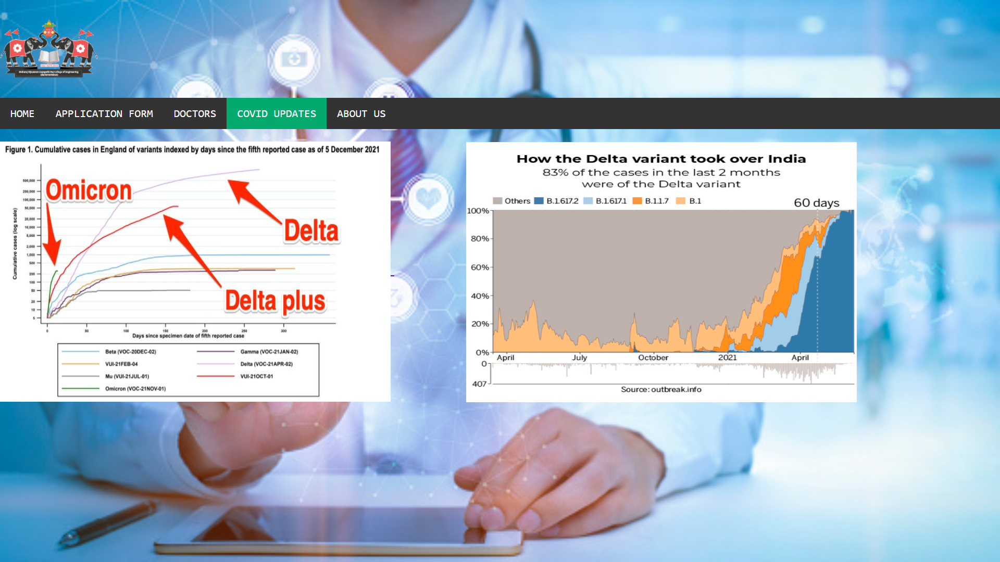 Maharaj Vijayaram Gajapathi Raj College of Engineering
(Autonomous)
HOME APPLICATION FORM DOCTORS COVID UPDATES ABOUT US
Figure 1. Cumulative cases in England of variants indexed by days since the fifth reported case as of 5 December 2021
Cumulative cases (log scale)
500,000
200,000
100,000
50,000
20,000
10,000
5,000
2,000
1,000
500
200
100
50
20
10
5
Omicron
Delta
Delta plus
0 50 100 150 200 250 300
Days since specimen date of fifth reported case
Beta (VOC-20DEC-02) Gamma (VOC-21JAN-02)
VUI-21FEB-04 Delta (VOC-21APR-02)
Mu (VUI-21JUL-01) VUI-21OCT-01
Omicron (VOC-21NOV-01)
How the Delta variant took over India
83% of the cases in the last 2 months
were of the Delta variant
Others B.1.617.2 B.1.617.1 B.1.1.7 B.1
60 days
100%
80%
60%
40%
20%
0%
April July October 2021 April
0
407
Source: outbreak.info